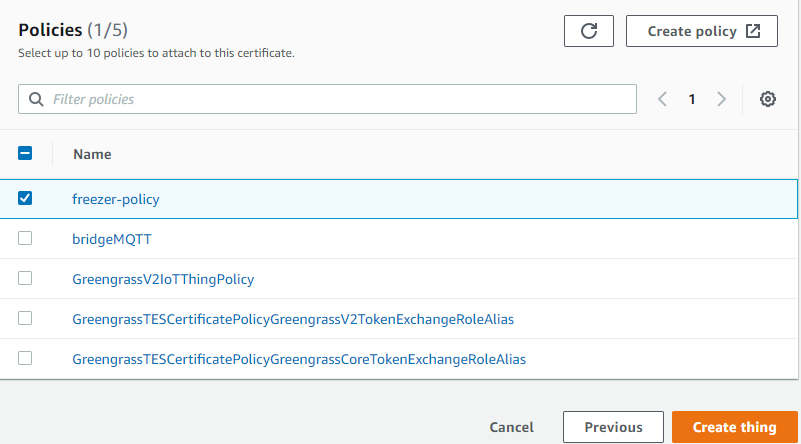 Policies (1/5)
Select up to 10 policies to attach to this certificate.
Create policy
Filter policies
1
Name
freezer-policy
bridgeMQTT
GreengrassV2IoTThingPolicy
GreengrassTESCertificatePolicyGreengrassV2TokenExchangeRoleAlias
GreengrassTESCertificatePolicyGreengrassCoreTokenExchangeRoleAlias
Cancel
Previous
Create thing